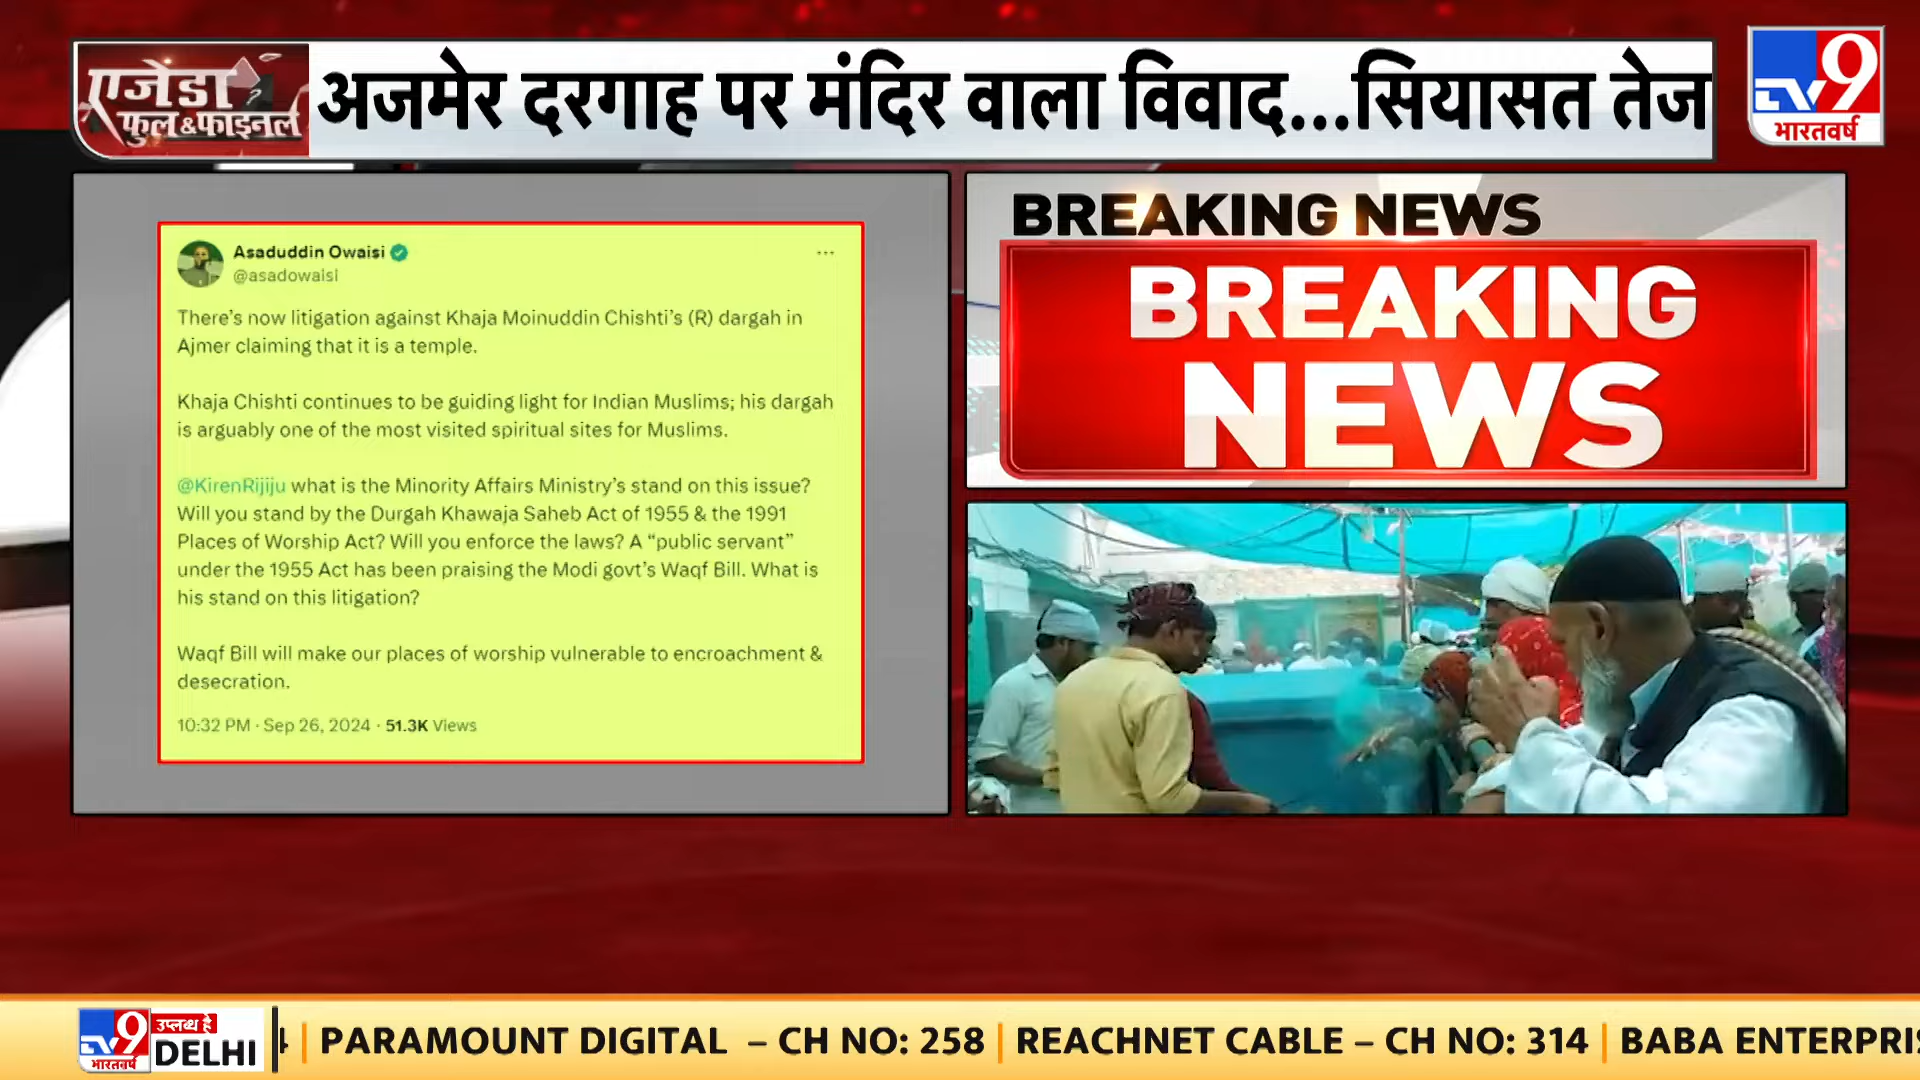 एजेंडा
फुल&फाइनल
अजमेर दरगाह पर मंदिर वाला विवाद...सियासत तेज
TV9
भारतवर्ष
Asaduddin Owaisi
@asadowaisi
There's now litigation against Khaja Moinuddin Chishti's (R) dargah in
Ajmer claiming that it is a temple.
Khaja Chishti continues to be guiding light for Indian Muslims; his dargah
is arguably one of the most visited spiritual sites for Muslims.
@KirenRijiju what is the Minority Affairs Ministry's stand on this issue?
Will you stand by the Durgah Khawaja Saheb Act of 1955 & the 1991
Places of Worship Act? Will you enforce the laws? A “public servant”
under the 1955 Act has been praising the Modi govt's Waqf Bill. What is
his stand on this litigation?
Waqf Bill will make our places of worship vulnerable to encroachment &
desecration.
10:32 PM · Sep 26, 2024 · 51.3K Views
BREAKING NEWS
BREAKING
NEWS
TV9
भारतवर्ष
उप्लब्ध है
DELHI
4 | PARAMOUNT DIGITAL – CH NO: 258 | REACHNET CABLE – CH NO: 314 | BABA